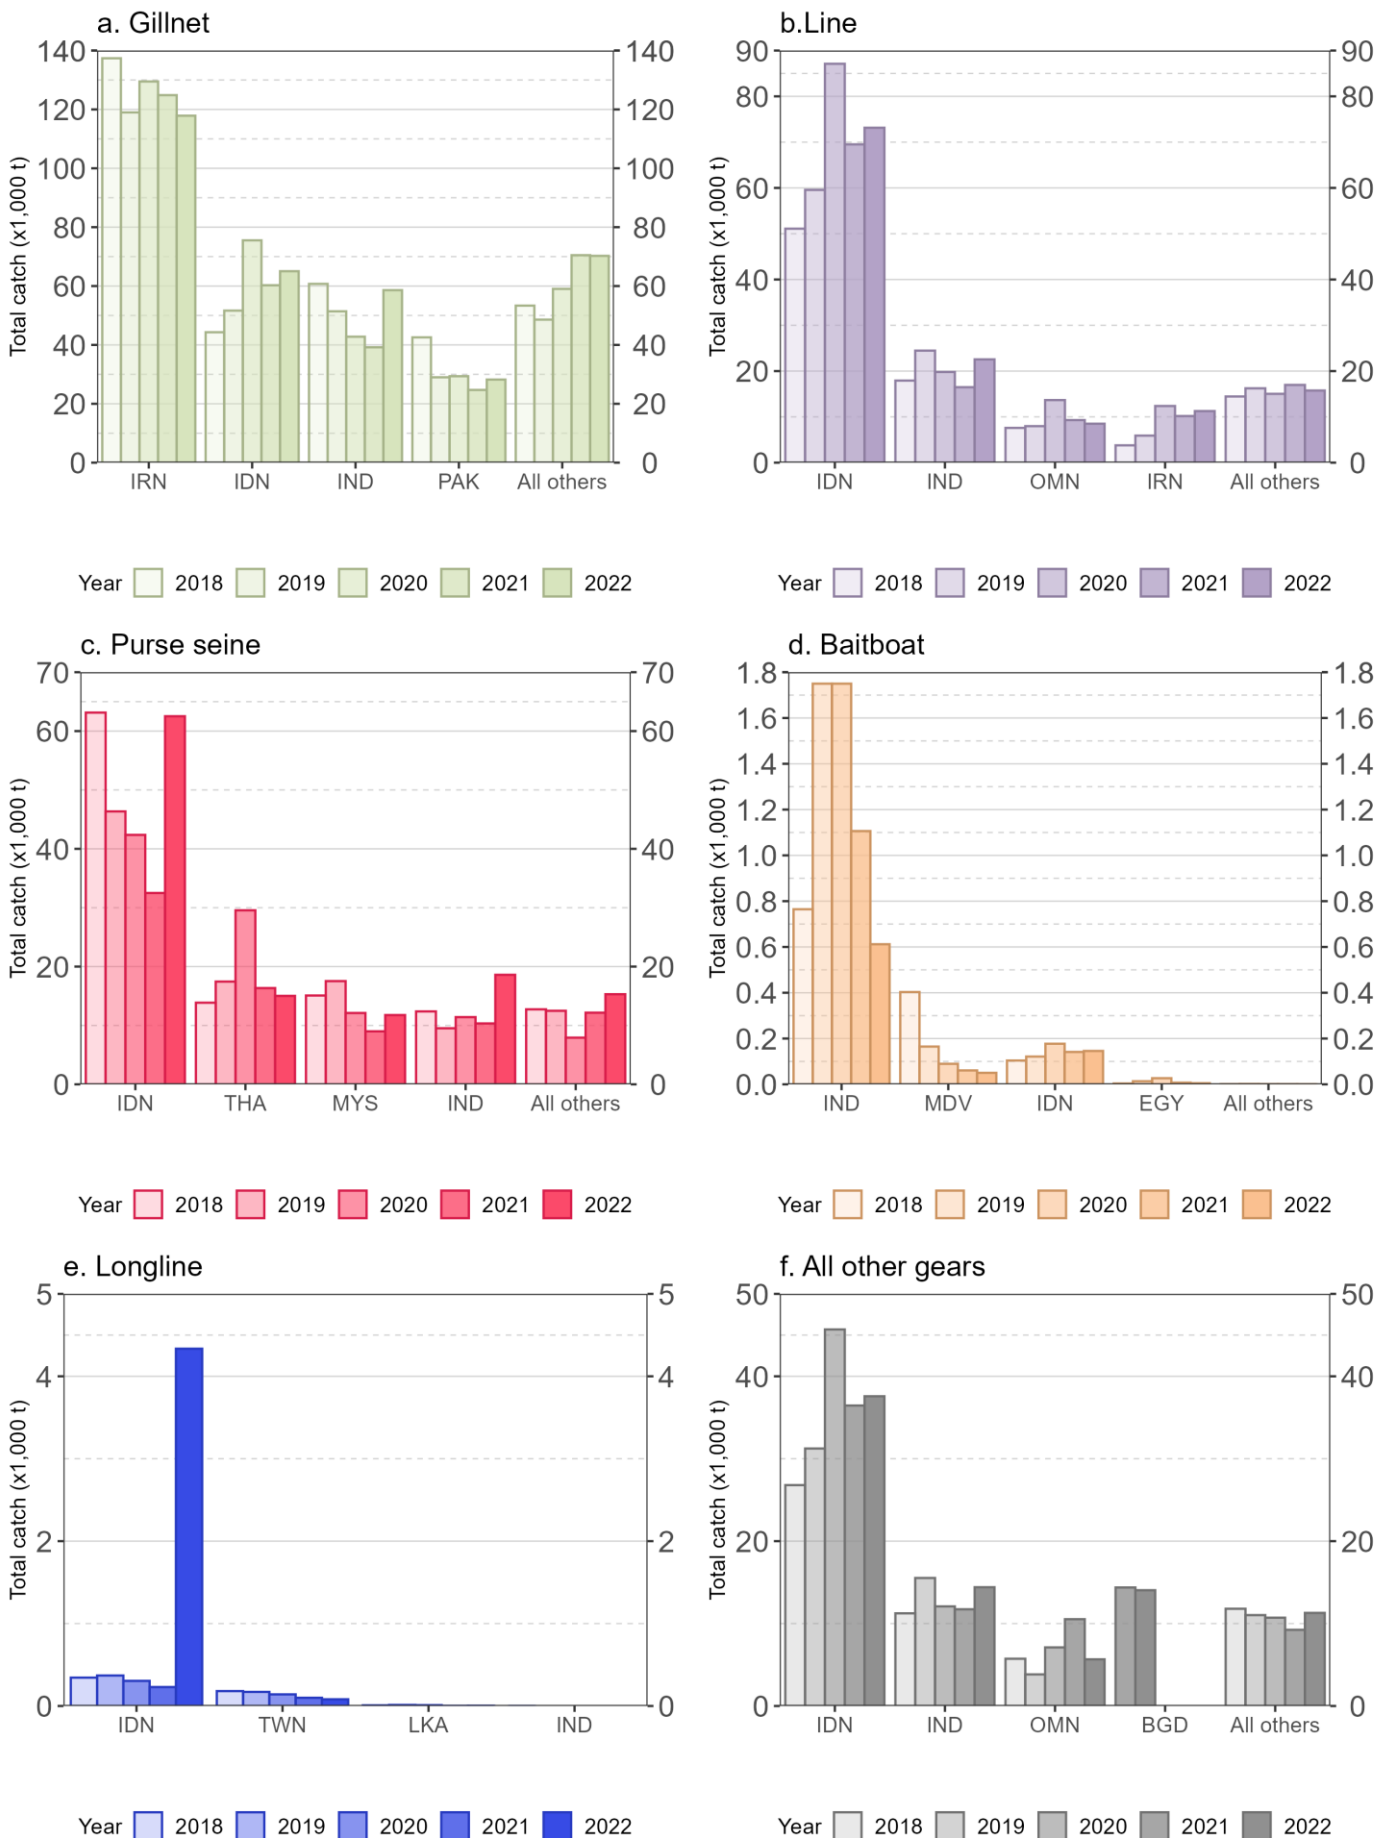 a. Gillnet
b.Line
140 120 100 80 60 40 20 0
140 120 100 80 60 40 20 0
90 80 60 40 20 0
90 80 60 40 20 0
Total catch (x1,000 t)
Total catch (x1,000 t)
IRN IDN IND PAK All others
IDN IND OMN IRN All others
Year 2018 2019 2020 2021 2022
Year 2018 2019 2020 2021 2022
c. Purse seine
d. Baitboat
70 60 40 20 0
70 60 40 20 0
1.8 1.6 1.4 1.2 1.0 0.8 0.6 0.4 0.2 0.0
1.8 1.6 1.4 1.2 1.0 0.8 0.6 0.4 0.2 0.0
Total catch (x1,000 t)
Total catch (x1,000 t)
IDN THA MYS IND All others
IND MDV IDN EGY All others
Year 2018 2019 2020 2021 2022
Year 2018 2019 2020 2021 2022
e. Longline
f. All other gears
5 4 2 0
5 4 2 0
50 40 20 0
50 40 20 0
Total catch (x1,000 t)
Total catch (x1,000 t)
IDN TWN LKA IND
IDN IND OMN BGD All others
Year 2018 2019 2020 2021 2022
Year 2018 2019 2020 2021 2022